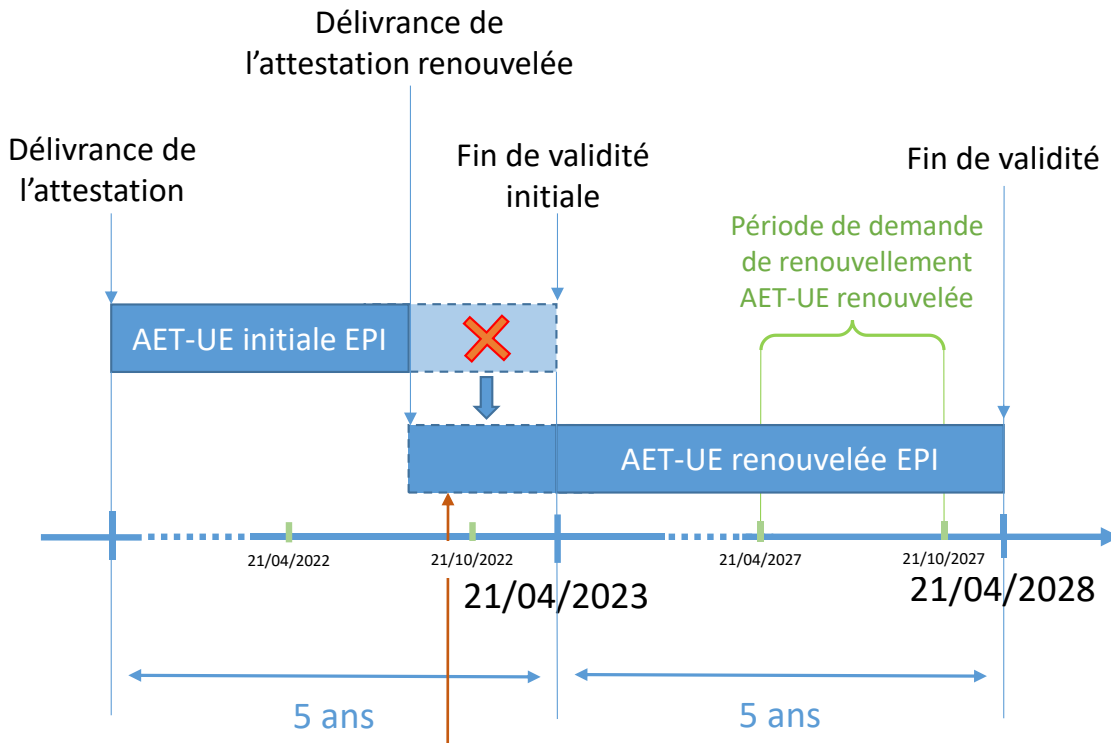 Délivrance de
l'attestation renouvelée
Délivrance de
l'attestation
Fin de validité
initiale
Fin de validité
Période de demande
de renouvellement
AET-UE renouvelée
AET-UE initiale EPI
AET-UE renouvelée EPI
21/04/2022
21/10/2022
21/04/2027
21/10/2027
21/04/2023
21/04/2028
5 ans
5 ans